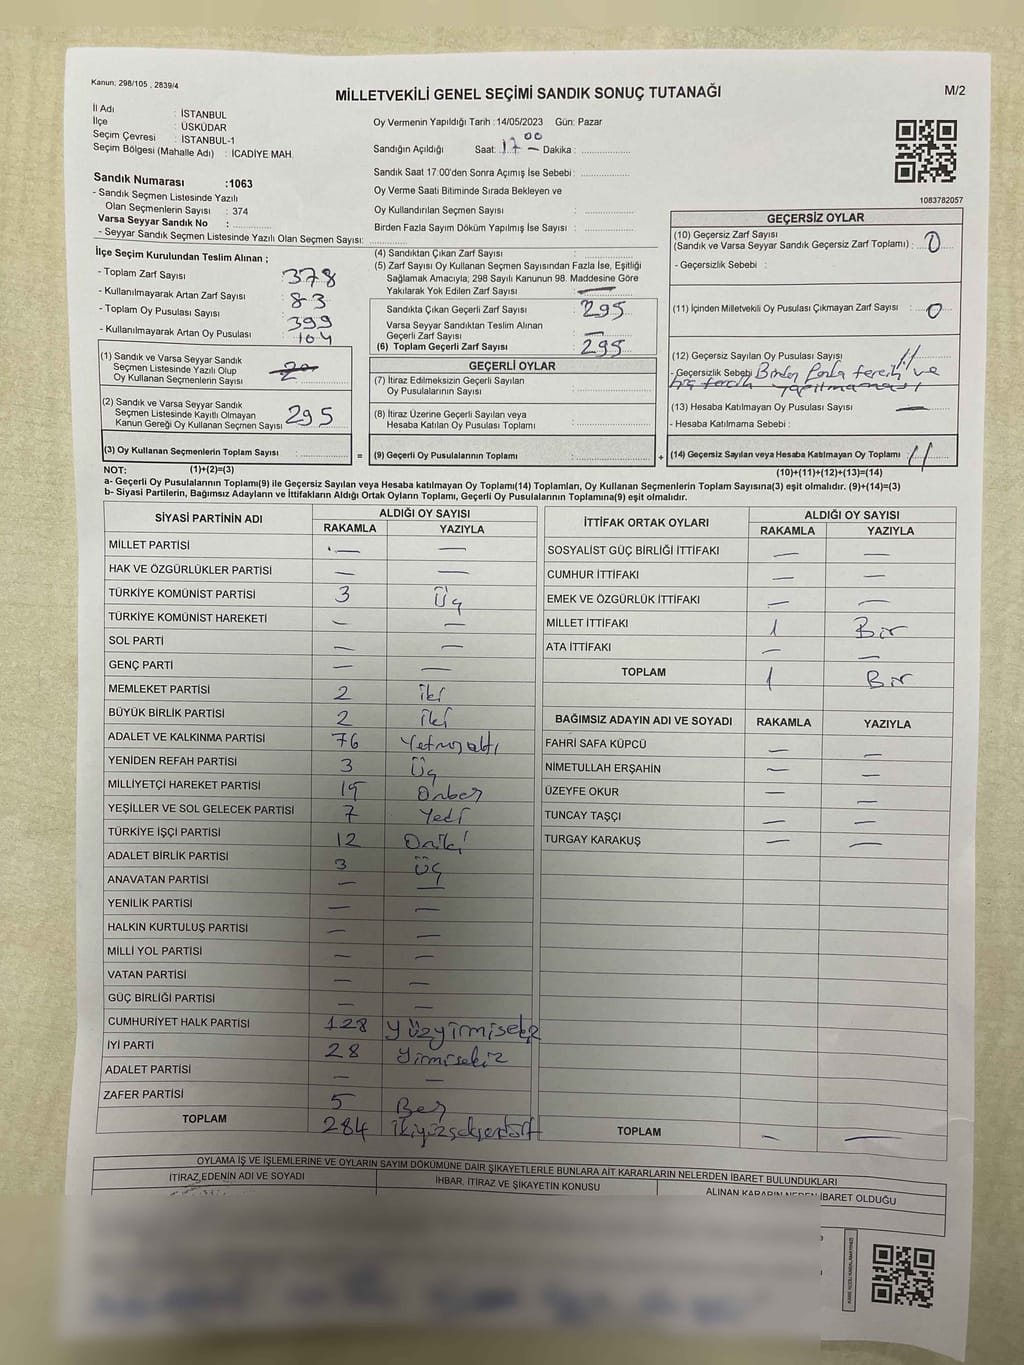 Kanun; 298/105 , 2839/4
MİLLETVEKİLİ GENEL SEÇİMİ SANDIK SONUÇ TUTANAĞI
M/2
İl Adı : İSTANBUL
İlçe : ÜSKÜDAR
Seçim Çevresi : İSTANBUL-1
Seçim Bölgesi (Mahalle Adı) : İCADİYE MAH.
Sandık Numarası :1063
- Sandık Seçmen Listesinde Yazılı
Olan Seçmenlerin Sayısı : 374
Varsa Seyyar Sandık No :
- Seyyar Sandık Seçmen Listesinde Yazılı Olan Seçmen Sayısı:
Oy Vermenin Yapıldığı Tarih :14/05/2023 Gün: Pazar
Sandığın Açıldığı Saat: 17 00 – Dakika :
Sandık Saat 17.00'den Sonra Açımış İse Sebebi :
Oy Verme Saati Bitiminde Sırada Bekleyen ve
Oy Kullandırılan Seçmen Sayısı :
Birden Fazla Sayım Döküm Yapılmış İse Sayısı :
1083782057
İlçe Seçim Kurulundan Teslim Alınan ;
- Toplam Zarf Sayısı 378
- Kullanılmayarak Artan Zarf Sayısı 83
- Toplam Oy Pusulası Sayısı 399
- Kullanılmayarak Artan Oy Pusulası 104
(1) Sandık ve Varsa Seyyar Sandık
Seçmen Listesinde Yazılı Olup
Oy Kullanan Seçmenlerin Sayısı
(2) Sandık ve Varsa Seyyar Sandık
Seçmen Listesinde Kayıtlı Olmayan
Kanun Gereği Oy Kullanan Seçmen Sayısı 295
(3) Oy Kullanan Seçmenlerin Toplam Sayısı : =
(4) Sandıktan Çıkan Zarf Sayısı :
(5) Zarf Sayısı Oy Kullanan Seçmen Sayısından Fazla İse, Eşitliği
Sağlamak Amacıyla; 298 Sayılı Kanunun 98. Maddesine Göre
Yakılarak Yok Edilen Zarf Sayısı : —
Sandıkta Çıkan Geçerli Zarf Sayısı : 295
Varsa Seyyar Sandıktan Teslim Alınan
Geçerli Zarf Sayısı : —
(6) Toplam Geçerli Zarf Sayısı : 295
GEÇERLİ OYLAR
(7) İtiraz Edilmeksizin Geçerli Sayılan
Oy Pusulalarının Sayısı :
(8) İtiraz Üzerine Geçerli Sayılan veya
Hesaba Katılan Oy Pusulası Toplamı :
(9) Geçerli Oy Pusulalarının Toplamı : +
GEÇERSİZ OYLAR
(10) Geçersiz Zarf Sayısı
(Sandık ve Varsa Seyyar Sandık Geçersiz Zarf Toplamı) : 0
- Geçersizlik Sebebi :
(11) İçinden Milletvekili Oy Pusulası Çıkmayan Zarf Sayısı : 0
(12) Geçersiz Sayılan Oy Pusulası Sayısı 11
- Geçersizlik Sebebi Birden fazla tercih ve
hiç tercih yapılmaması
(13) Hesaba Katılmayan Oy Pusulası Sayısı —
- Hesaba Katılmama Sebebi :
(14) Geçersiz Sayılan veya Hesaba Katılmayan Oy Toplamı 11
NOT: (1)+(2)=(3)
(10)+(11)+(12)+(13)=(14)
a- Geçerli Oy Pusulalarının Toplamı(9) ile Geçersiz Sayılan veya Hesaba katılmayan Oy Toplamı(14) Toplamları, Oy Kullanan Seçmenlerin Toplam Sayısına(3) eşit olmalıdır. (9)+(14)=(3)
b- Siyasi Partilerin, Bağımsız Adayların ve İttifakların Aldığı Ortak Oyların Toplamı, Geçerli Oy Pusulalarının Toplamına(9) eşit olmalıdır.
SİYASİ PARTİNİN ADI ALDIĞI OY SAYISI
RAKAMLA YAZIYLA
MİLLET PARTİSİ — —
HAK VE ÖZGÜRLÜKLER PARTİSİ — —
TÜRKİYE KOMÜNİST PARTİSİ 3 Üç
TÜRKİYE KOMÜNİST HAREKETİ — —
SOL PARTİ — —
GENÇ PARTİ — —
MEMLEKET PARTİSİ 2 iki
BÜYÜK BİRLİK PARTİSİ 2 iki
ADALET VE KALKINMA PARTİSİ 76 Yetmişaltı
YENİDEN REFAH PARTİSİ 3 Üç
MİLLİYETÇİ HAREKET PARTİSİ 15 Onbeş
YEŞİLLER VE SOL GELECEK PARTİSİ 7 Yedi
TÜRKİYE İŞÇİ PARTİSİ 12 Oniki
ADALET BİRLİK PARTİSİ 3 Üç
ANAVATAN PARTİSİ — —
YENİLİK PARTİSİ — —
HALKIN KURTULUŞ PARTİSİ — —
MİLLİ YOL PARTİSİ — —
VATAN PARTİSİ — —
GÜÇ BİRLİĞİ PARTİSİ — —
CUMHURİYET HALK PARTİSİ 128 yüzyirmisekiz
İYİ PARTİ 28 yirmisekiz
ADALET PARTİSİ — —
ZAFER PARTİSİ 5 Beş
TOPLAM 284 ikiyüzseksendört
İTTİFAK ORTAK OYLARI ALDIĞI OY SAYISI
RAKAMLA YAZIYLA
SOSYALİST GÜÇ BİRLİĞİ İTTİFAKI — —
CUMHUR İTTİFAKI — —
EMEK VE ÖZGÜRLÜK İTTİFAKI — —
MİLLET İTTİFAKI 1 Bir
ATA İTTİFAKI — —
TOPLAM 1 Bir
BAĞIMSIZ ADAYIN ADI VE SOYADI RAKAMLA YAZIYLA
FAHRİ SAFA KÜPCÜ — —
NİMETULLAH ERŞAHİN — —
ÜZEYFE OKUR — —
TUNCAY TAŞÇI — —
TURGAY KARAKUŞ — —
TOPLAM — —
OYLAMA İŞ VE İŞLEMLERİNE VE OYLARIN SAYIM DÖKÜMÜNE DAİR ŞİKAYETLERLE BUNLARA AİT KARARLARIN NELERDEN İBARET BULUNDUKLARI
İTİRAZ EDENİN ADI VE SOYADI
İHBAR, İTİRAZ VE ŞİKAYETİN KONUSU
ALINAN KARARIN NEDEN İBARET OLDUĞU